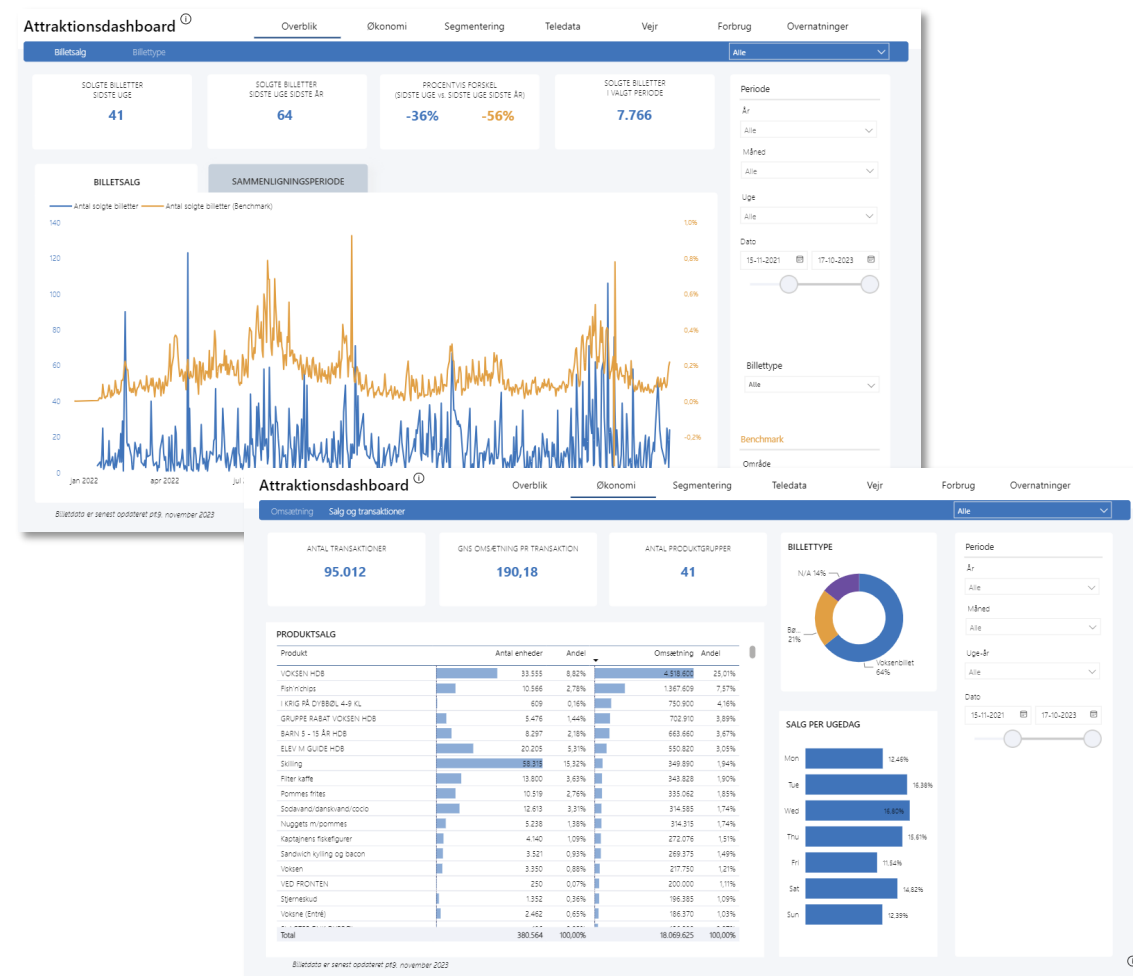 Attraktionsdashboard
Overblik Økonomi Segmentering Teledata Vejr Forbrug Overnatninger
Billetsalg Billettype Alle
SOLGTE BILLETTER
SIDSTE UGE
41
SOLGTE BILLETTER
SIDSTE UGE SIDSTE ÅR
64
PROCENTVIS FORSKEL
(SIDSTE UGE vs. SIDSTE UGE SIDSTE ÅR)
-36% -56%
SOLGTE BILLETTER
I VALGT PERIODE
7.766
Periode
År
Alle
Måned
Alle
Uge
Alle
Dato
15-11-2021 17-10-2023
Billettype
Alle
Benchmark
Område
BILLETSALG SAMMENLIGNINGSPERIODE
Antal solgte billetter Antal solgte billetter (Benchmark)
140 1,0%
120 0,8%
100 0,6%
80 0,4%
60 0,2%
40 0,0%
20 -0,2%
0
jan 2022 apr 2022
Billetdata er senest opdateret pt.9. november 2023
Attraktionsdashboard
Overblik Økonomi Segmentering Teledata Vejr Forbrug Overnatninger
Omsætning Salg og transaktioner Alle
ANTAL TRANSAKTIONER
95.012
GNS OMSÆTNING PR TRANSAKTION
190,18
ANTAL PRODUKTGRUPPER
41
BILLETTYPE
N/A 14%
Bø...
21%
Voksenbillet
64%
Periode
År
Alle
Måned
Alle
Uge-år
Alle
Dato
15-11-2021 17-10-2023
PRODUKTSALG
Produkt Antal enheder Andel Omsætning Andel
VOKSEN HDB 33.555 8,82% 4.518.600 25,01%
Fish'n'chips 10.566 2,78% 1.367.609 7,57%
I KRIG PÅ DYBBØL 4-9 KL 609 0,16% 750.900 4,16%
GRUPPE RABAT VOKSEN HDB 5.476 1,44% 702.910 3,89%
BARN 5 - 15 ÅR HDB 8.297 2,18% 663.660 3,67%
ELEV M GUIDE HDB 20.205 5,31% 550.820 3,05%
Skilling 58.315 15,32% 349.890 1,94%
Filter kaffe 13.800 3,63% 343.828 1,90%
Pommes frites 10.519 2,76% 335.062 1,85%
Sodavand/danskvand/coclo 12.613 3,31% 314.585 1,74%
Nuggets m/pommes 5.238 1,38% 314.315 1,74%
Kaptajnens fiskefigurer 4.140 1,09% 272.076 1,51%
Sandwich kylling og bacon 3.521 0,93% 269.375 1,49%
Voksen 3.350 0,88% 217.750 1,21%
VED FRONTEN 250 0,07% 200.000 1,11%
Stjerneskud 1.352 0,36% 196.385 1,09%
Voksne (Entré) 2.462 0,65% 186.370 1,03%
Total 380.564 100,00% 18.069.625 100,00%
SALG PER UGEDAG
Mon 12,46%
Tue 16,38%
Wed 16,80%
Thu 15,61%
Fri 11,54%
Sat 14,82%
Sun 12,39%
Billetdata er senest opdateret pt.9. november 2023